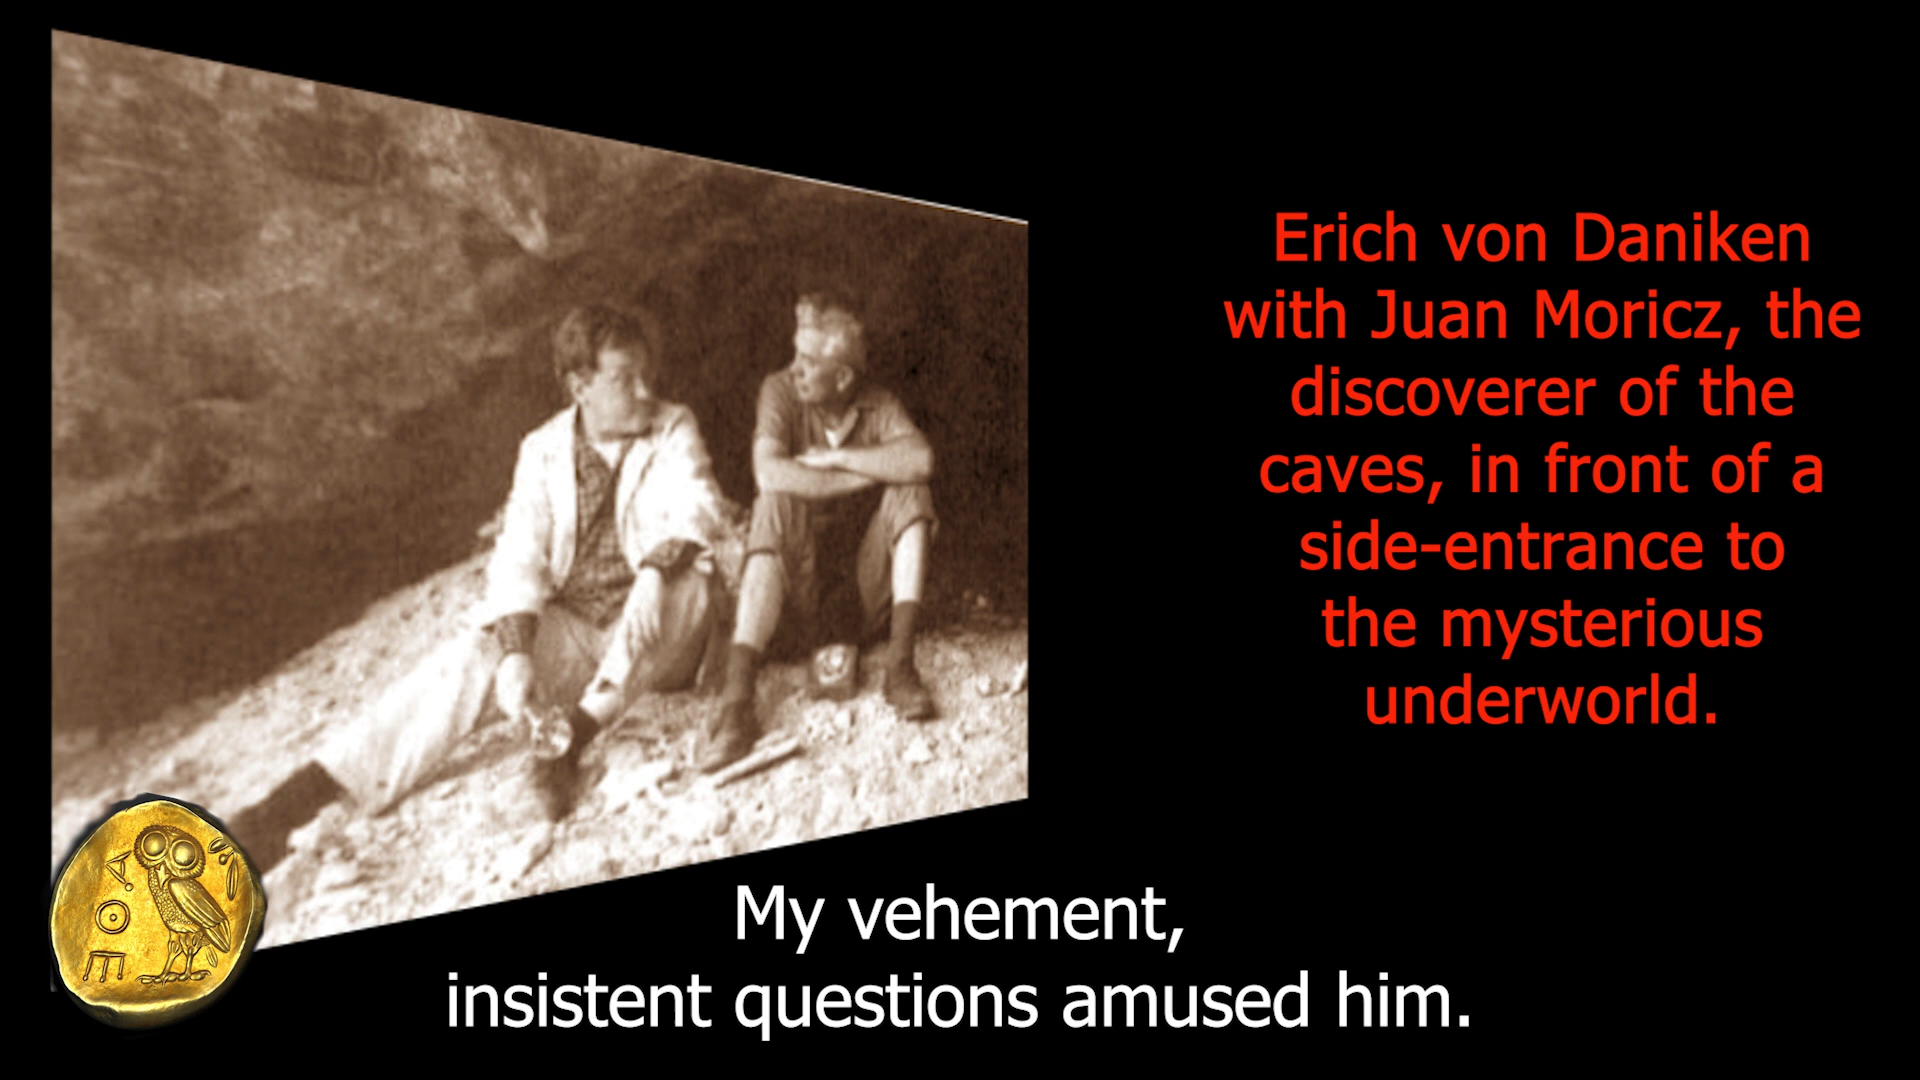 Erich von Daniken
with Juan Moricz, the
discoverer of the
caves, in front of a
side-entrance to
the mysterious
underworld.
My vehement,
insistent questions amused him.
ΑΘΕ